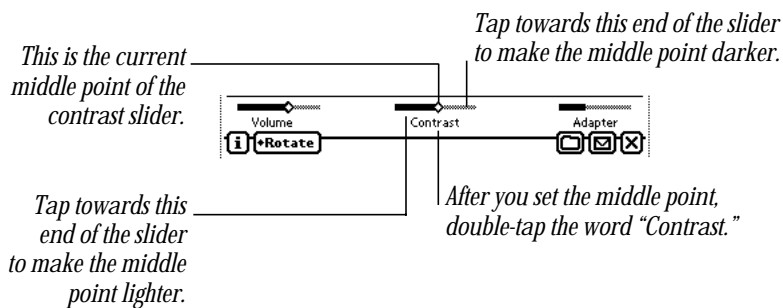 Tap towards this end of the slider
to make the middle point darker.
This is the current
middle point of the
contrast slider.
Volume
Contrast
Adapter
i
◆Rotate
X
Tap towards this
end of the slider
to make the middle
point lighter.
After you set the middle point,
double-tap the word “Contrast.”